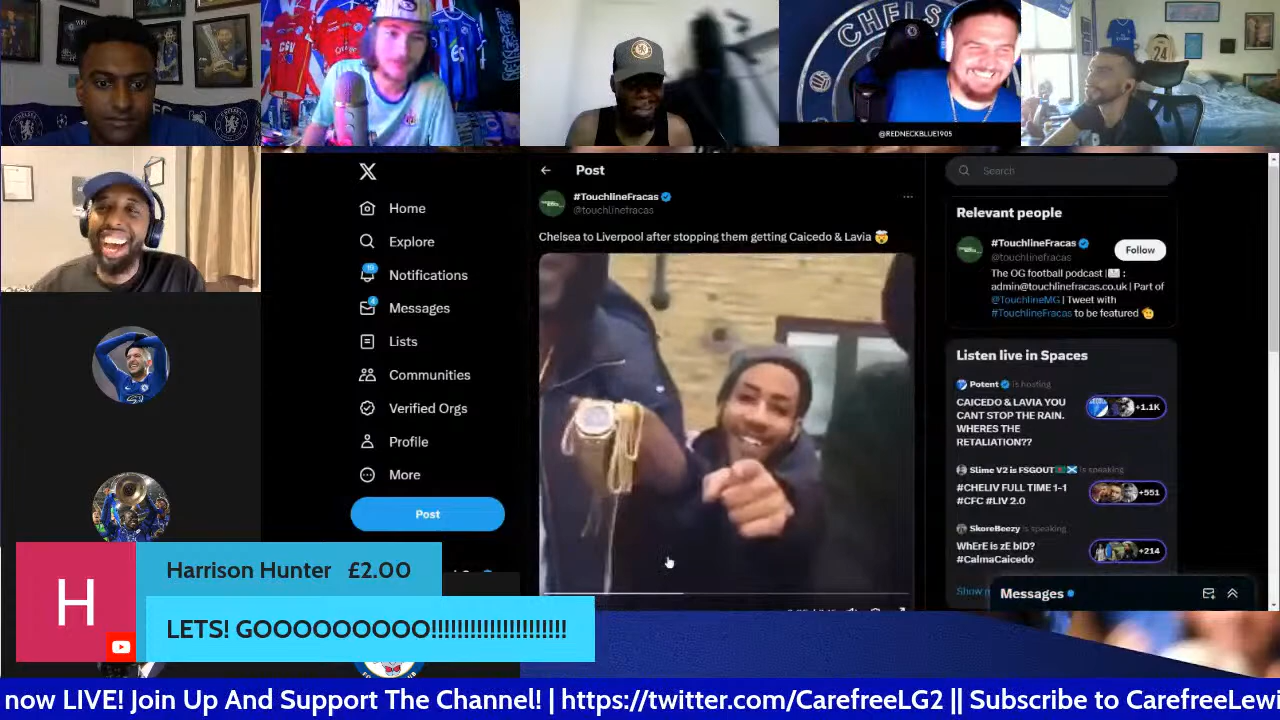 CHELS
@REDNECKBLUE1905
24
Post
#TouchlineFracas
@touchlinefracas
Chelsea to Liverpool after stopping them getting Caicedo & Lavia 🤯
Home
Explore
Notifications
Messages
Lists
Communities
Verified Orgs
Profile
More
Post
Search
Relevant people
#TouchlineFracas
@touchlinefracas
Follow
The OG football podcast | :
admin@touchlinefracas.co.uk | Part of
@TouchlineMG | Tweet with
#TouchlineFracas to be featured
Listen live in Spaces
Potent is hosting
CAICEDO & LAVIA YOU
CANT STOP THE RAIN.
WHERES THE
RETALIATION??
+1.1K
Slime V2 is FSGOUT is speaking
#CHELIV FULL TIME 1-1
#CFC #LIV 2.0
+551
SkoreBeezy is speaking
WhErE is zE bID?
#CalmaCaicedo
+214
Show
Messages
H
Harrison Hunter £2.00
LETS! GOOOOOOOOO!!!!!!!!!!!!!!!!!!!!!
now LIVE! Join Up And Support The Channel! | https://twitter.com/CarefreeLG2 || Subscribe to CarefreeLewi